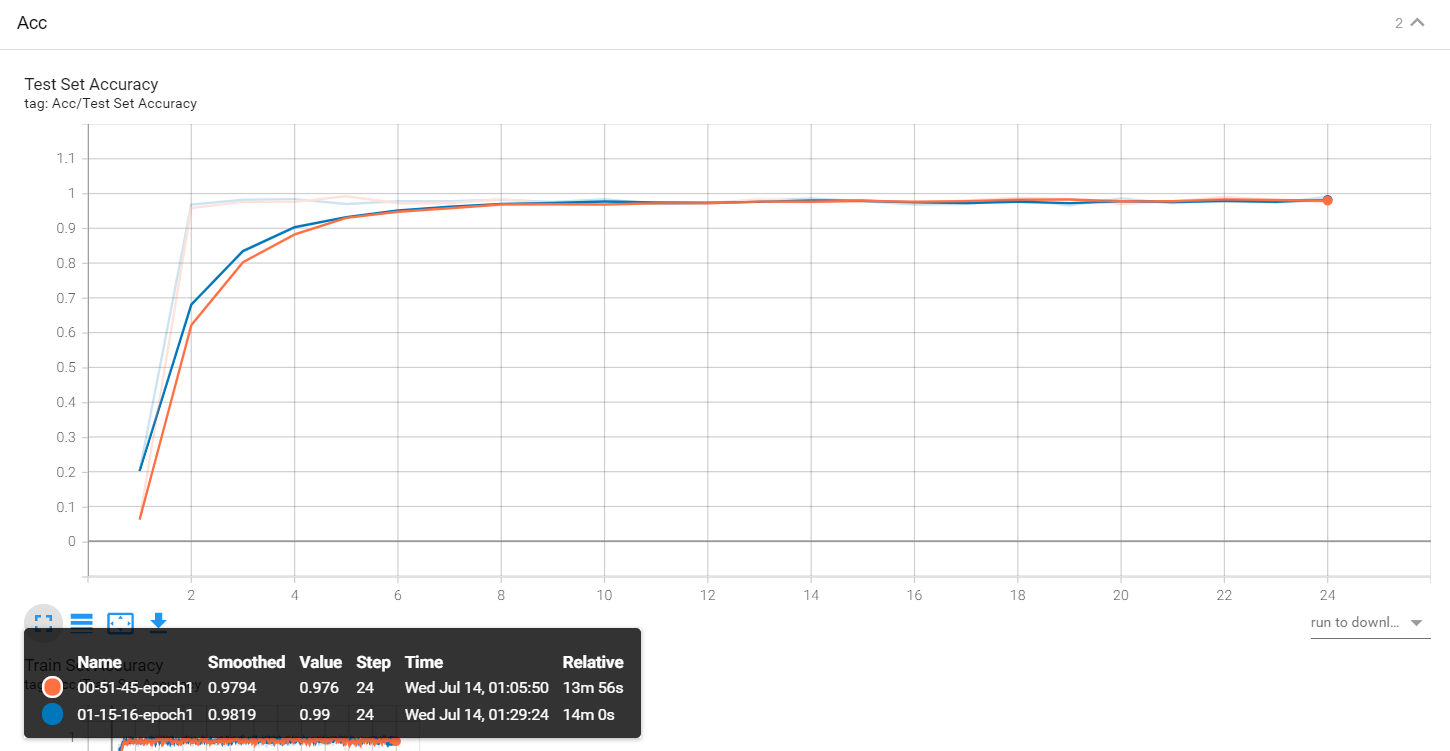 Acc
2
Test Set Accuracy
tag: Acc/Test Set Accuracy
1.1
1
0.9
0.8
0.7
0.6
0.5
0.4
0.3
0.2
0.1
0
2 4 6 8 10 12 14 16 18 20 22 24
run to downl...
Train Set Accuracy
Name Smoothed Value Step Time Relative
00-51-45-epoch1 0.9794 0.976 24 Wed Jul 14, 01:05:50 13m 56s
01-15-16-epoch1 0.9819 0.99 24 Wed Jul 14, 01:29:24 14m 0s
1